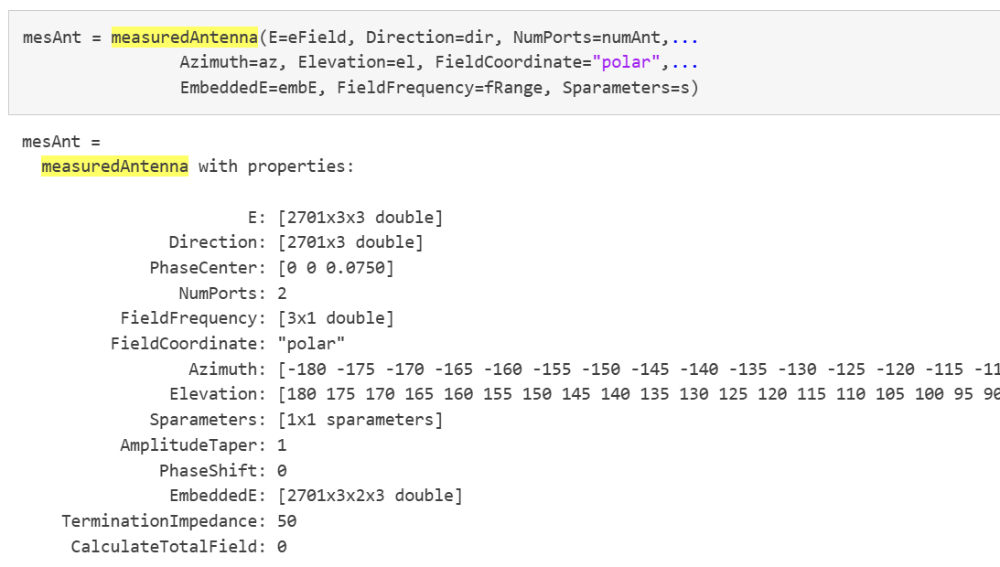 mesAnt = measuredAntenna(E=eField, Direction=dir, NumPorts=numAnt,...
Azimuth=az, Elevation=el, FieldCoordinate="polar",...
EmbeddedE=embE, FieldFrequency=fRange, Sparameters=s)
mesAnt =
measuredAntenna with properties:
E: [2701x3x3 double]
Direction: [2701x3 double]
PhaseCenter: [0 0 0.0750]
NumPorts: 2
FieldFrequency: [3x1 double]
FieldCoordinate: "polar"
Azimuth: [-180 -175 -170 -165 -160 -155 -150 -145 -140 -135 -130 -125 -120 -115 -11
Elevation: [180 175 170 165 160 155 150 145 140 135 130 125 120 115 110 105 100 95 90
Sparameters: [1x1 sparameters]
AmplitudeTaper: 1
PhaseShift: 0
EmbeddedE: [2701x3x2x3 double]
TerminationImpedance: 50
CalculateTotalField: 0